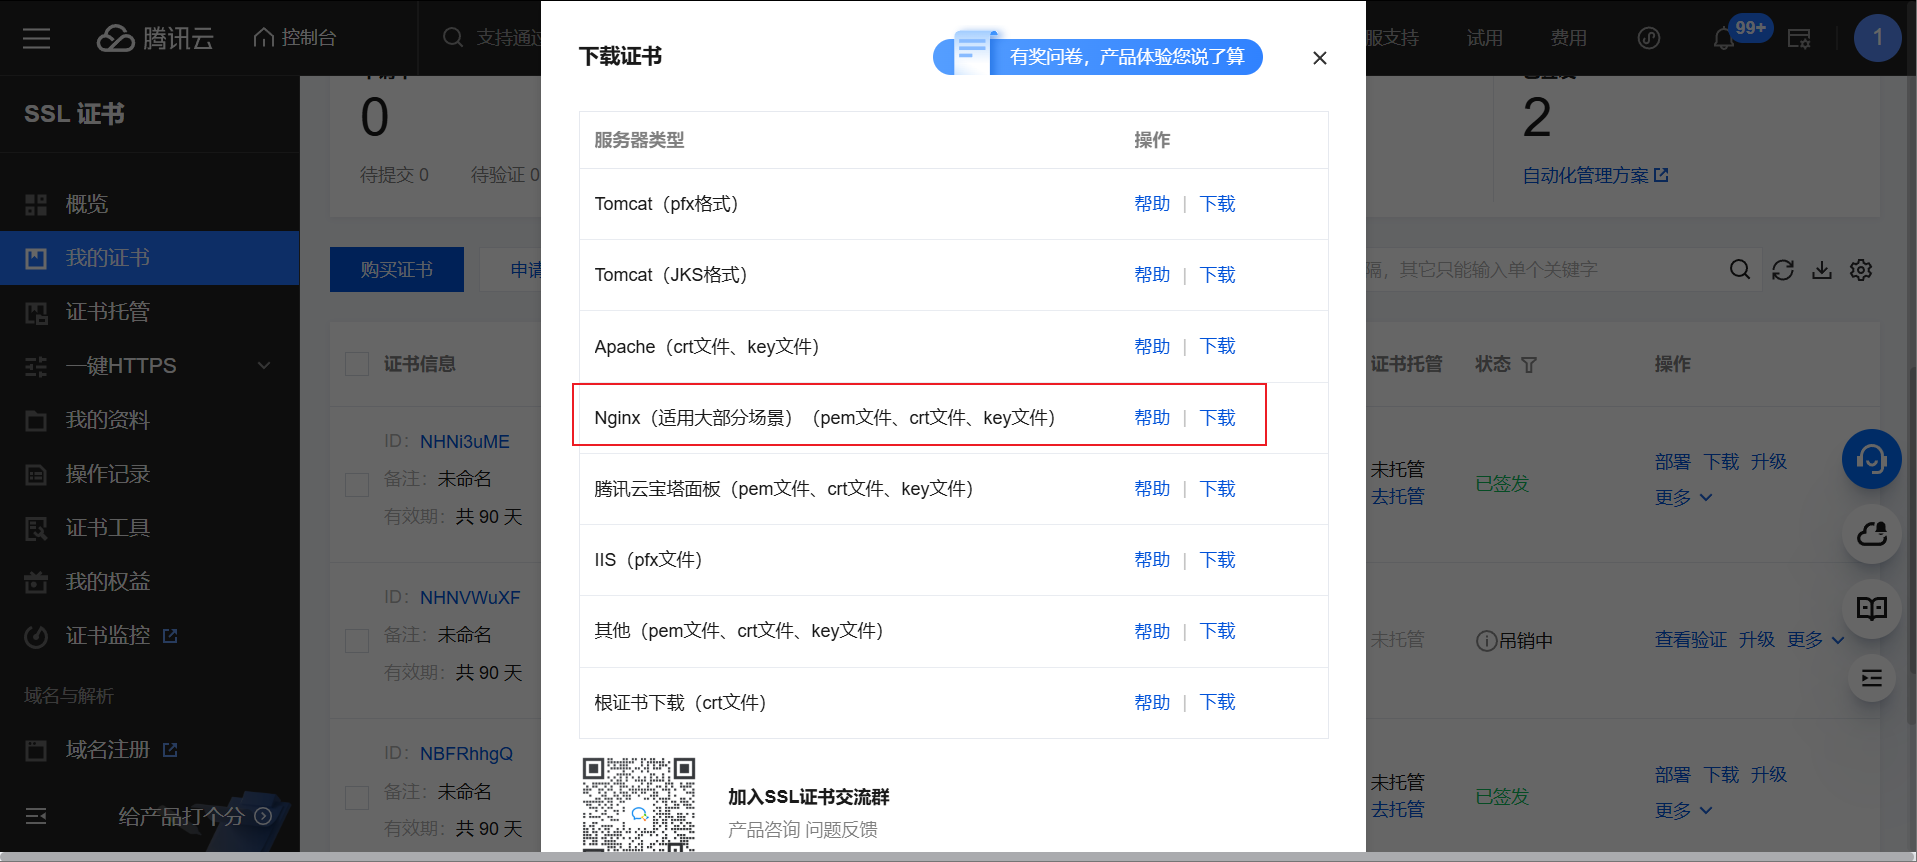 腾讯云
控制台
支持通过
服支持
试用
费用
99+
1
SSL 证书
概览
我的证书
证书托管
一键HTTPS
我的资料
操作记录
证书工具
我的权益
证书监控
域名与解析
域名注册
给产品打个分
0
待提交 0
待验证 0
2
自动化管理方案
购买证书
申请
隔，其它只能输入单个关键字
证书信息
证书托管
状态
操作
ID：NHNi3uME
备注：未命名
有效期：共 90 天
未托管
去托管
已签发
部署 下载 升级
更多
ID：NHNVWuXF
备注：未命名
有效期：共 90 天
未托管
吊销中
查看验证 升级 更多
ID：NBFRhhgQ
备注：未命名
有效期：共 90 天
未托管
去托管
已签发
部署 下载 升级
更多
下载证书
有奖问卷，产品体验您说了算
服务器类型 操作
Tomcat（pfx格式） 帮助 | 下载
Tomcat（JKS格式） 帮助 | 下载
Apache（crt文件、key文件） 帮助 | 下载
Nginx（适用大部分场景）（pem文件、crt文件、key文件） 帮助 | 下载
腾讯云宝塔面板（pem文件、crt文件、key文件） 帮助 | 下载
IIS（pfx文件） 帮助 | 下载
其他（pem文件、crt文件、key文件） 帮助 | 下载
根证书下载（crt文件） 帮助 | 下载
加入SSL证书交流群
产品咨询 问题反馈